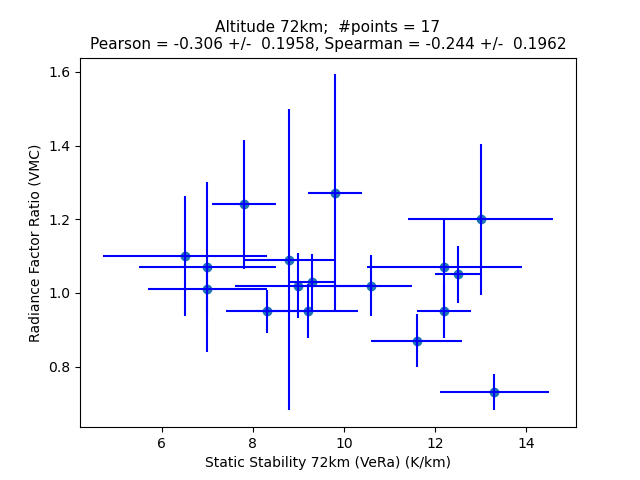 Altitude 72km;  #points = 17
Pearson = -0.306 +/-  0.1958, Spearman = -0.244 +/-  0.1962
1.6
1.4
1.2
1.0
0.8
Radiance Factor Ratio (VMC)
6 8 10 12 14
Static Stability 72km (VeRa) (K/km)